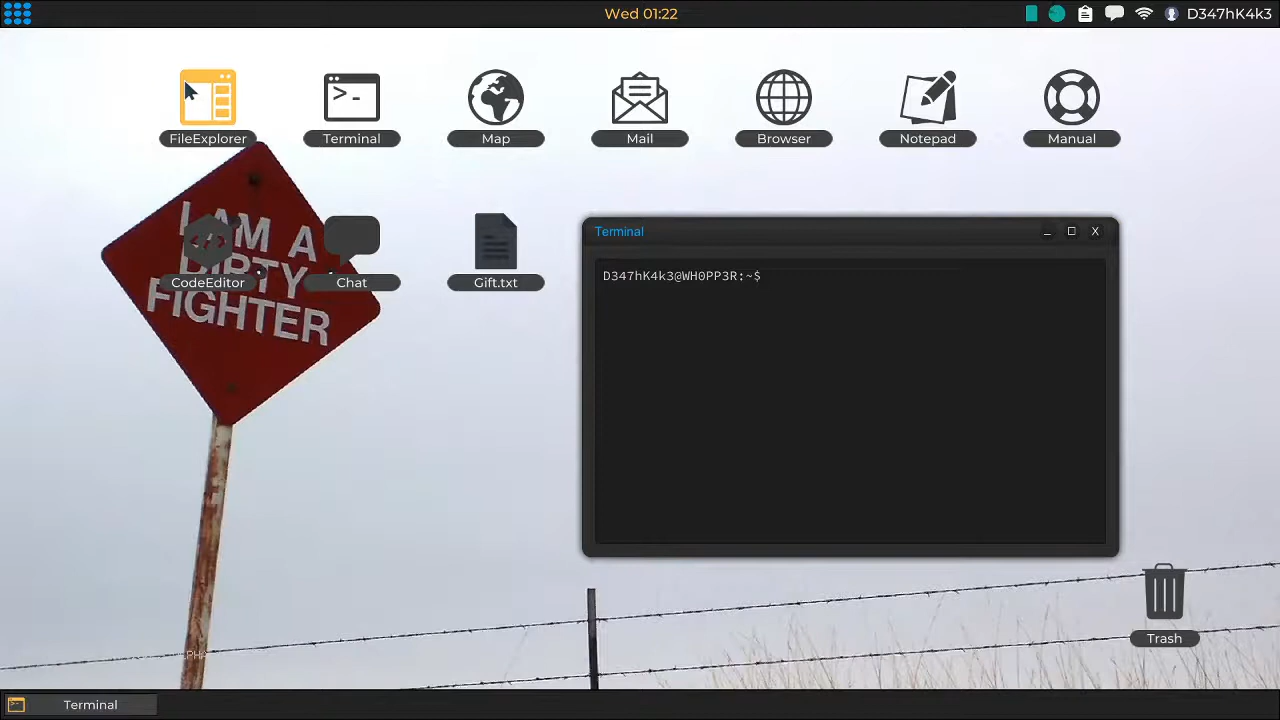 Wed 01:22
D347hK4k3
FileExplorer
Terminal
Map
Mail
Browser
Notepad
Manual
I AM A
DIRTY
FIGHTER
CodeEditor
Chat
Gift.txt
Terminal
D347hK4k3@WH0PP3R:~$
Trash
Terminal